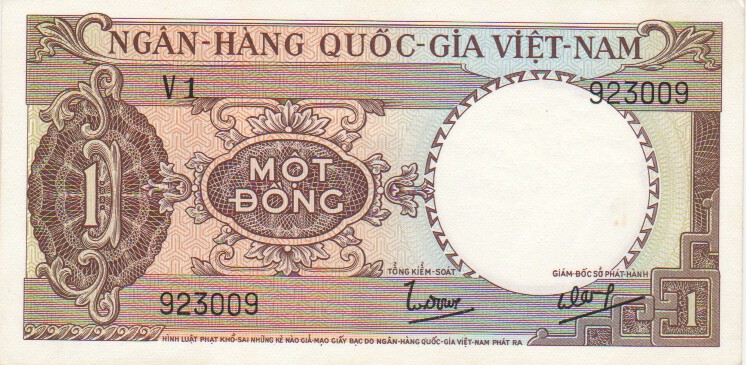 NGÂN-HÀNG QUỐC-GIA VIỆT-NAM
V 1
923009
1
MỘT
ĐỒNG
TỔNG KIỂM-SOÁT
GIÁM-ĐỐC SỞ PHÁT-HÀNH
923009
1
HÌNH LUẬT PHẠT KHỔ-SAI NHỮNG KẺ NÀO GIẢ-MẠO GIẤY BẠC DO NGÂN-HÀNG QUỐC-GIA VIỆT-NAM PHÁT RA